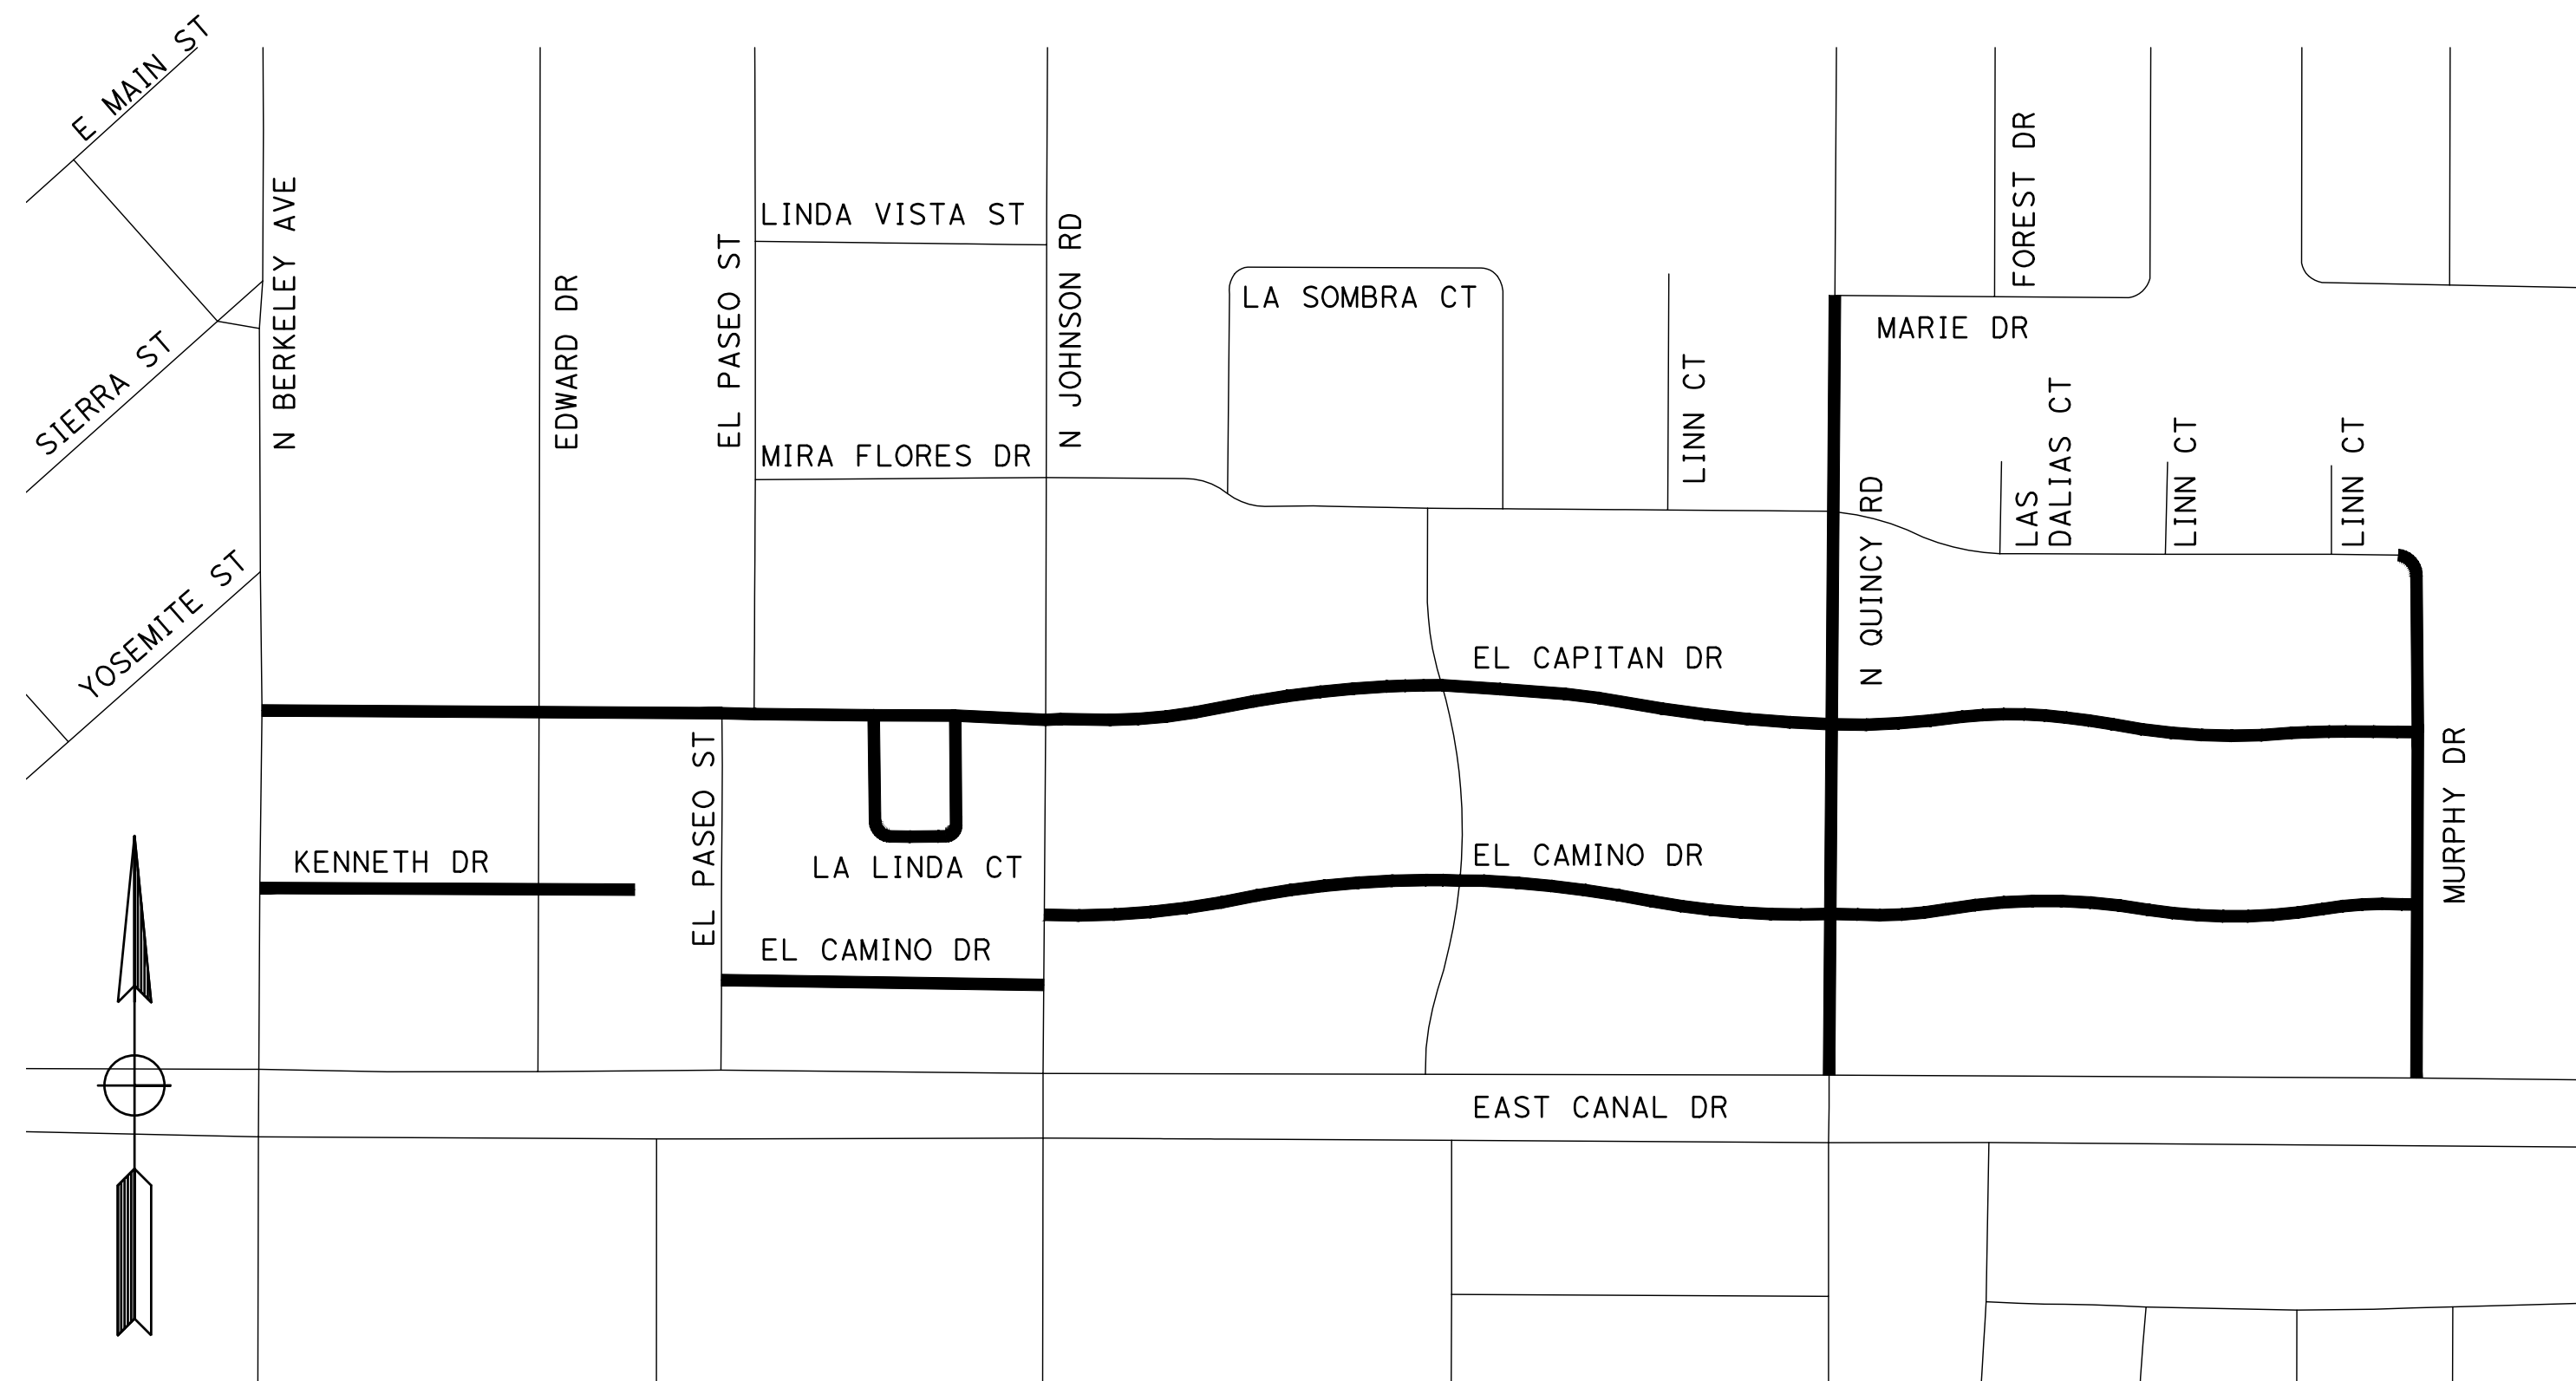 E MAIN ST
SIERRA ST
YOSEMITE ST
N BERKELEY AVE
EDWARD DR
EL PASEO ST
LINDA VISTA ST
N JOHNSON RD
MIRA FLORES DR
LA SOMBRA CT
LINN CT
FOREST DR
MARIE DR
N QUINCY RD
LAS
DALIAS CT
LINN CT
LINN CT
EL CAPITAN DR
KENNETH DR
EL PASEO ST
LA LINDA CT
EL CAMINO DR
EL CAMINO DR
MURPHY DR
EAST CANAL DR